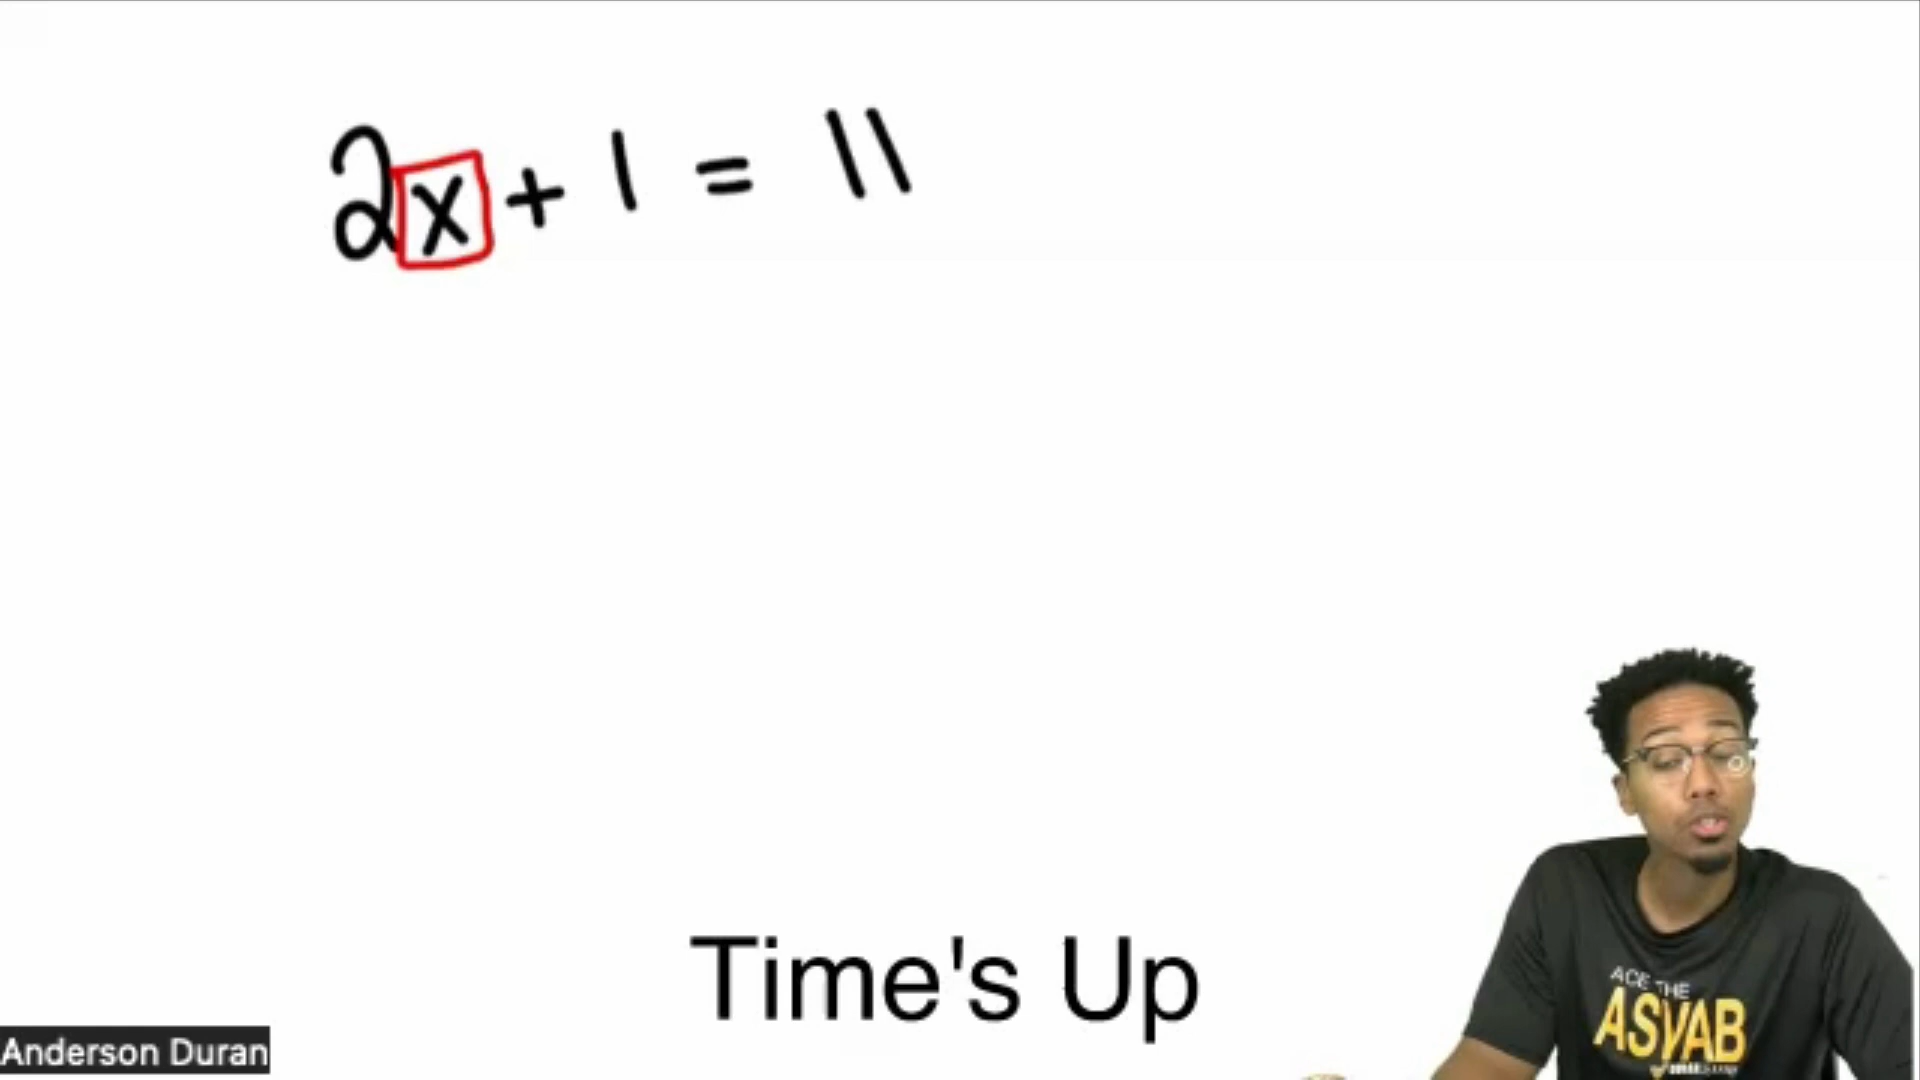 2x + 1 = 11
ACE THE
ASVAB
Time's Up
Anderson Duran